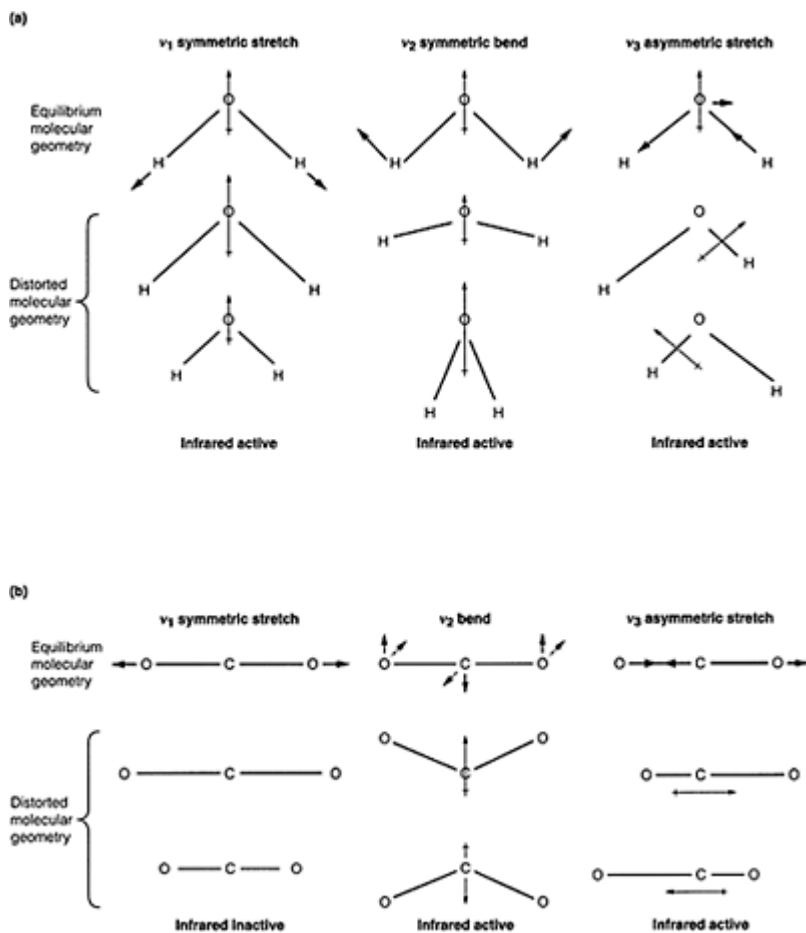 (a)
ν₁ symmetric stretch ν₂ symmetric bend ν₃ asymmetric stretch
Equilibrium
molecular
geometry
O O O
H H H H H H
Distorted
molecular
geometry
O O O
H H H H H H
O O O
H H H H H H
Infrared active Infrared active Infrared active
(b)
ν₁ symmetric stretch ν₂ bend ν₃ asymmetric stretch
Equilibrium
molecular
geometry
O C O O C O O C O
Distorted
molecular
geometry
O C O O C O O C O
O C O O C O O C O
Infrared inactive Infrared active Infrared active